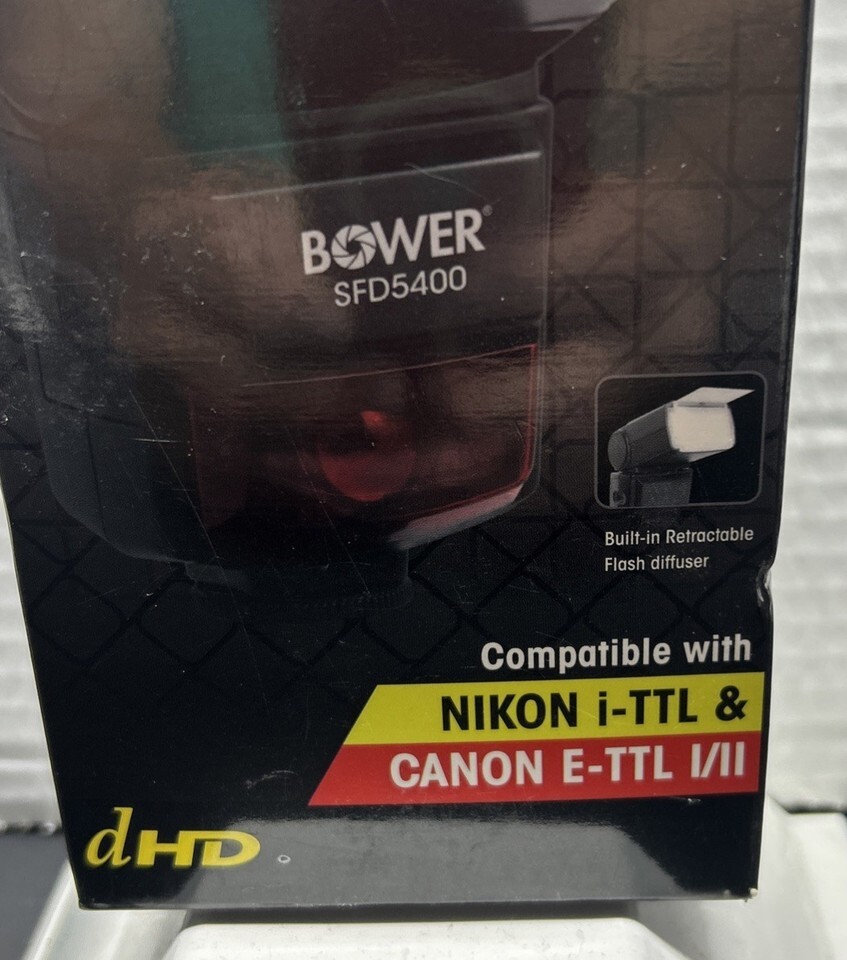 BOWER®
SFD5400
Built-in Retractable
Flash diffuser
Compatible with
NIKON i-TTL &
CANON E-TTL I/II
dHD